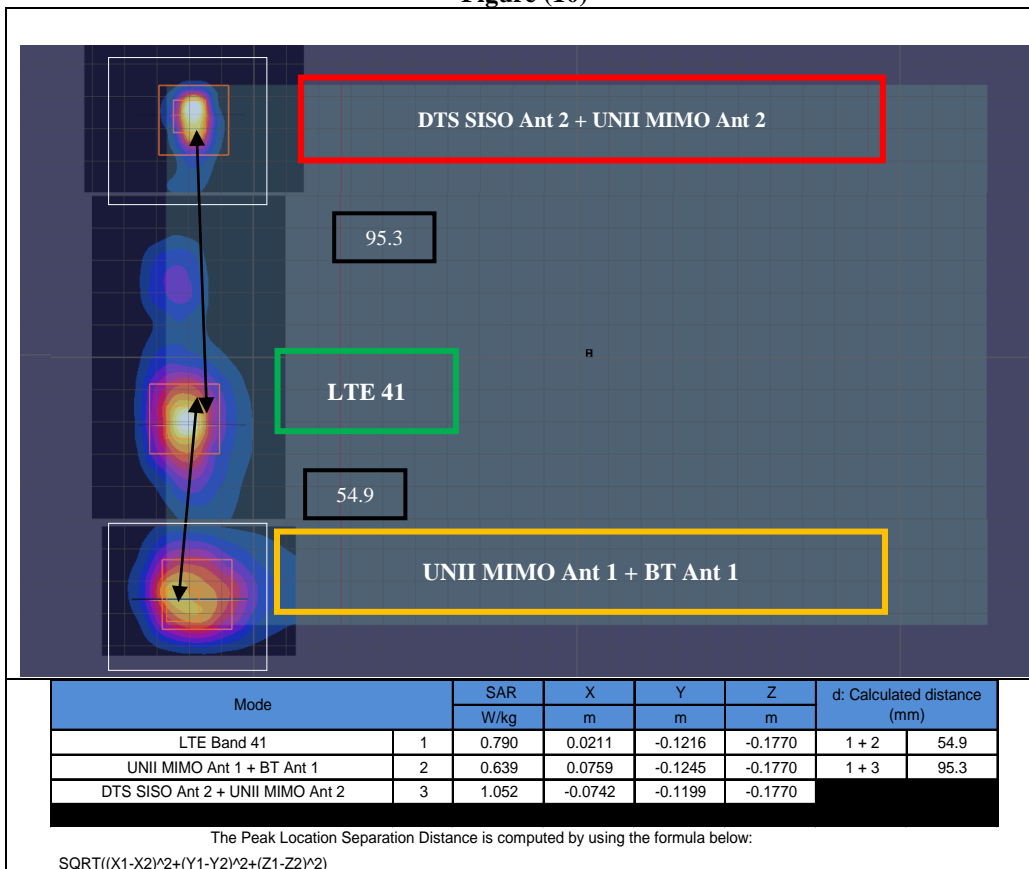 DTS SISO Ant 2 + UNII MIMO Ant 2
95.3
LTE 41
54.9
UNII MIMO Ant 1 + BT Ant 1
Mode SAR X Y Z d: Calculated distance (mm)
W/kg m m m
LTE Band 41 1 0.790 0.0211 -0.1216 -0.1770 1 + 2 54.9
UNII MIMO Ant 1 + BT Ant 1 2 0.639 0.0759 -0.1245 -0.1770 1 + 3 95.3
DTS SISO Ant 2 + UNII MIMO Ant 2 3 1.052 -0.0742 -0.1199 -0.1770
The Peak Location Separation Distance is computed by using the formula below:
SQRT((X1-X2)^2+(Y1-Y2)^2+(Z1-Z2)^2)